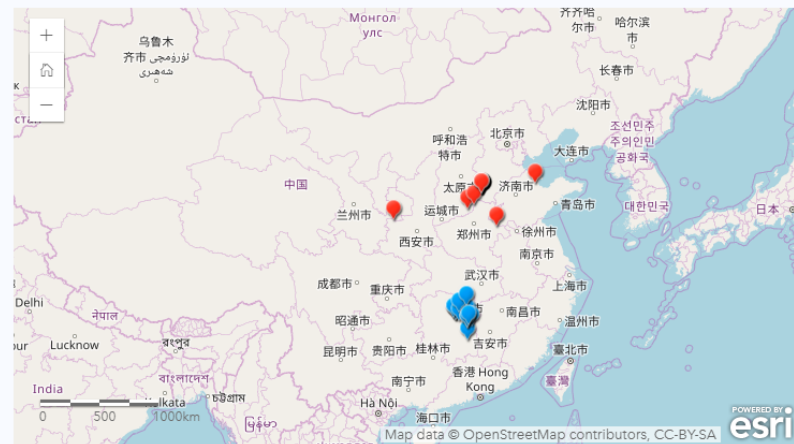 Монгол
улс
齐齐哈
尔市
哈尔滨
市
乌鲁木
齐市 ئۈرۈمچى
شەھىرى
长春市
沈阳市
呼和浩
特市
北京市
大连市
조선민주
주의인민
공화국
中国
太原
济南市
兰州市
运城市
青岛市
대한민국
日本
西安市
郑州市
徐州市
南京市
成都市
重庆市
武汉市
上海市
Delhi
नेपाल
昭通市
市
南昌市
温州市
Lucknow
রংপুর
昆明市
贵阳市
桂林市
吉安市
臺北市
India
বাংলাদেশ
南宁市
香港 Hong
Kong
臺灣
চট্টগ্রাম
Hà Nội
海口市
0 500 1000km
Map data © OpenStreetMap contributors, CC-BY-SA
POWERED BY
esri